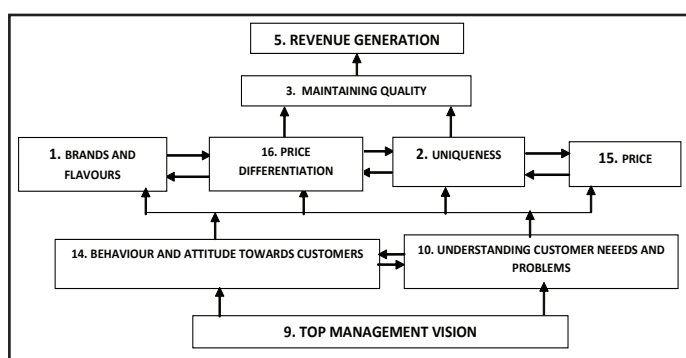 5. REVENUE GENERATION
3. MAINTAINING QUALITY
1. BRANDS AND
FLAVOURS
16. PRICE
DIFFERENTIATION
2. UNIQUENESS
15. PRICE
14. BEHAVIOUR AND ATTITUDE TOWARDS CUSTOMERS
10. UNDERSTANDING CUSTOMER NEEEDS AND
PROBLEMS
9. TOP MANAGEMENT VISION